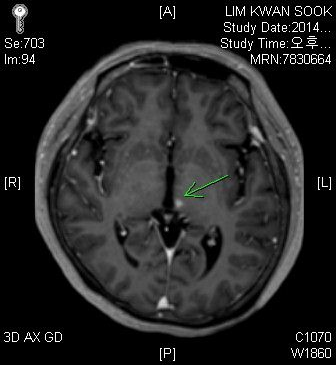 [A]
LIM KWAN SOOK
Study Date:2014...
Study Time:오후...
MRN:7830664
Se:703
Im:94
[R]
[L]
3D AX GD
[P]
C1070
W1860